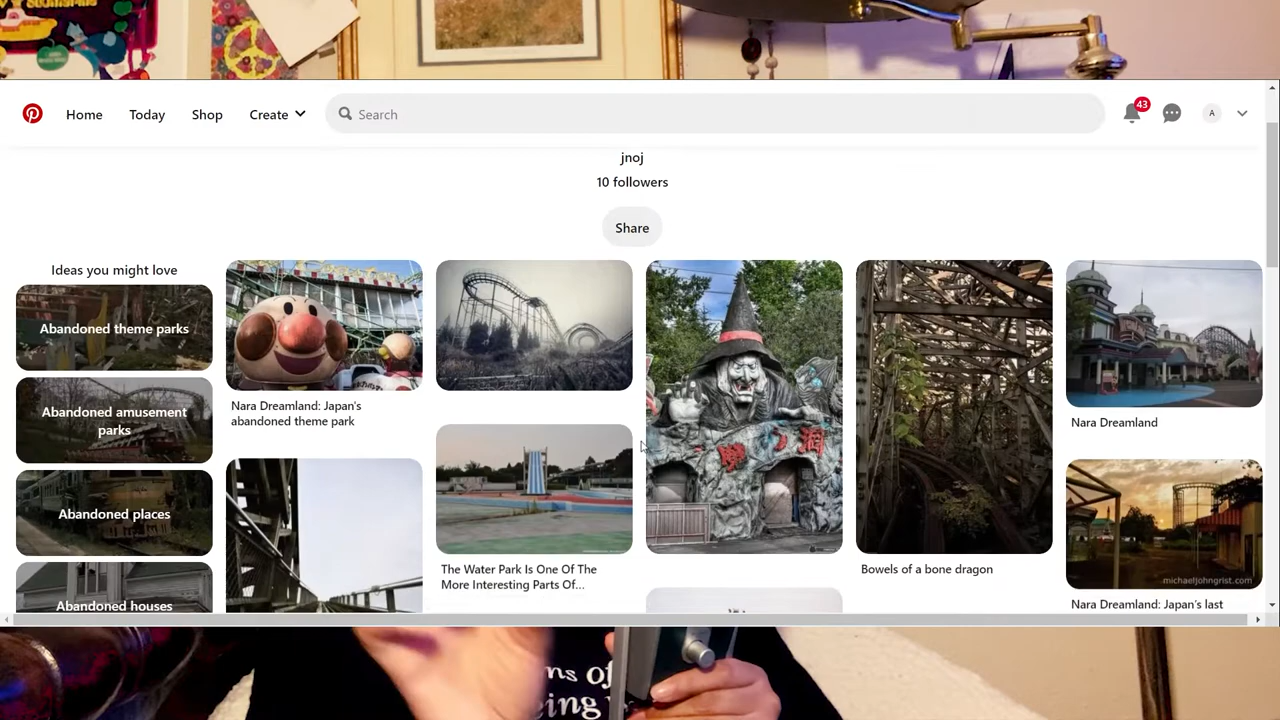 Home
Today
Shop
Create
Search
43
A
jnoj
10 followers
Share
Ideas you might love
Abandoned theme parks
Abandoned amusement
parks
Abandoned places
Abandoned houses
Nara Dreamland: Japan's
abandoned theme park
The Water Park Is One Of The
More Interesting Parts Of...
Bowels of a bone dragon
Nara Dreamland
michaeljohngrist.com
Nara Dreamland: Japan's last
ns of